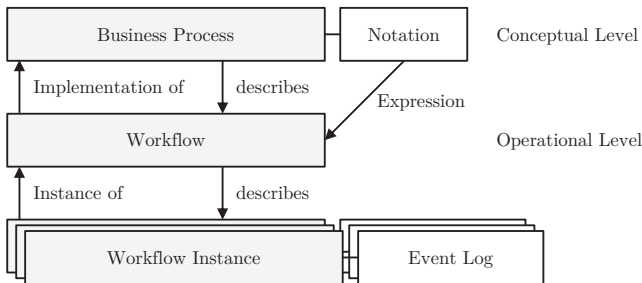 Business Process
Notation
Conceptual Level
Implementation of
describes
Expression
Workflow
Operational Level
Instance of
describes
Workflow Instance
Event Log